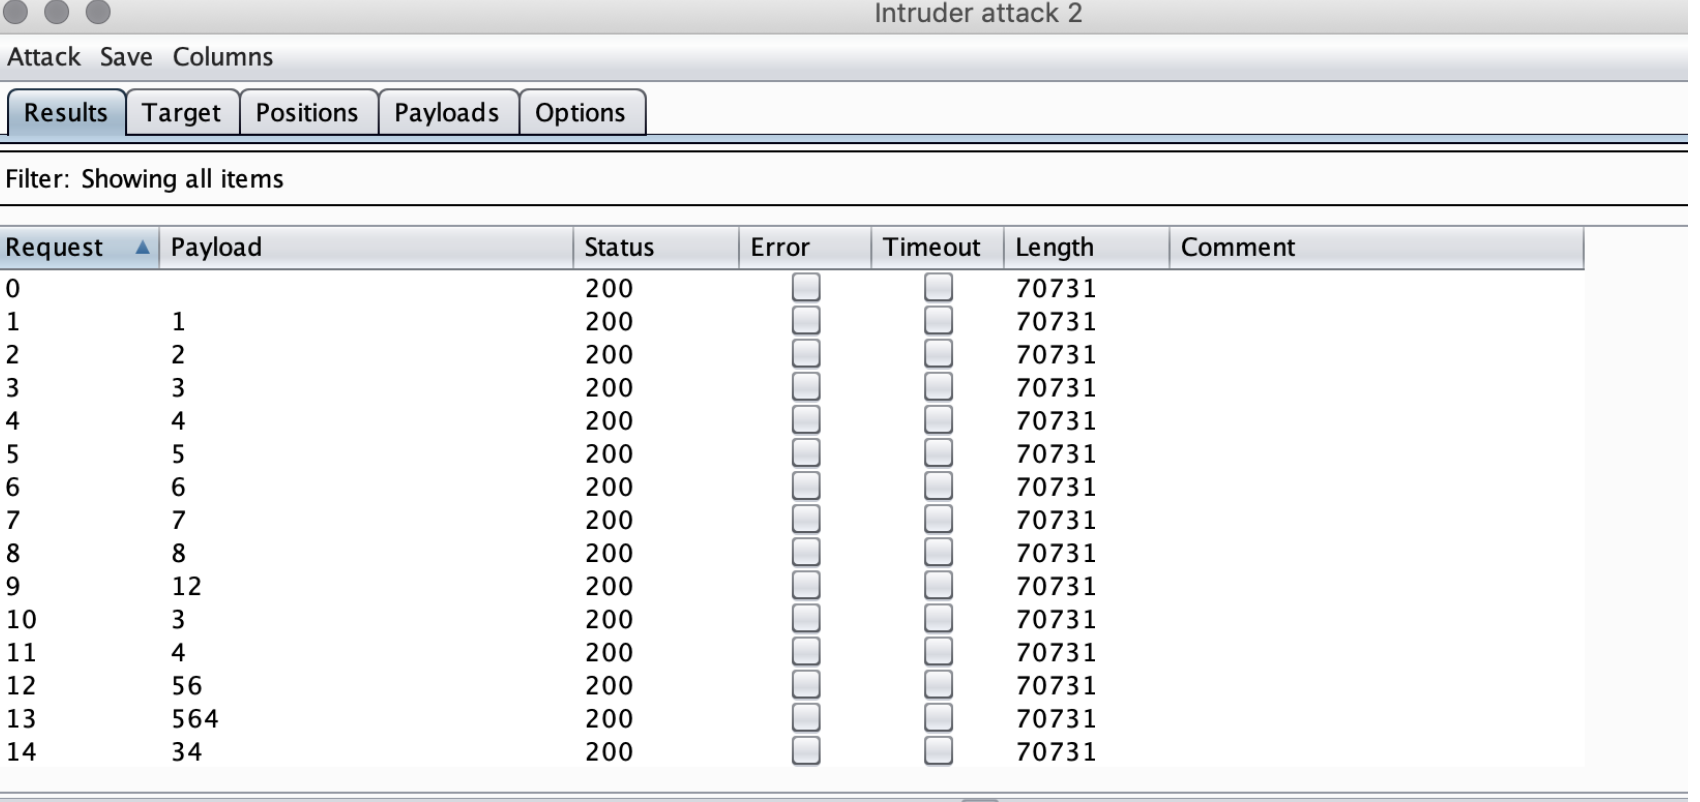 Intruder attack 2
Attack Save Columns
Results Target Positions Payloads Options
Filter: Showing all items
Request Payload Status Error Timeout Length Comment
0 200 70731
1 1 200 70731
2 2 200 70731
3 3 200 70731
4 4 200 70731
5 5 200 70731
6 6 200 70731
7 7 200 70731
8 8 200 70731
9 12 200 70731
10 3 200 70731
11 4 200 70731
12 56 200 70731
13 564 200 70731
14 34 200 70731